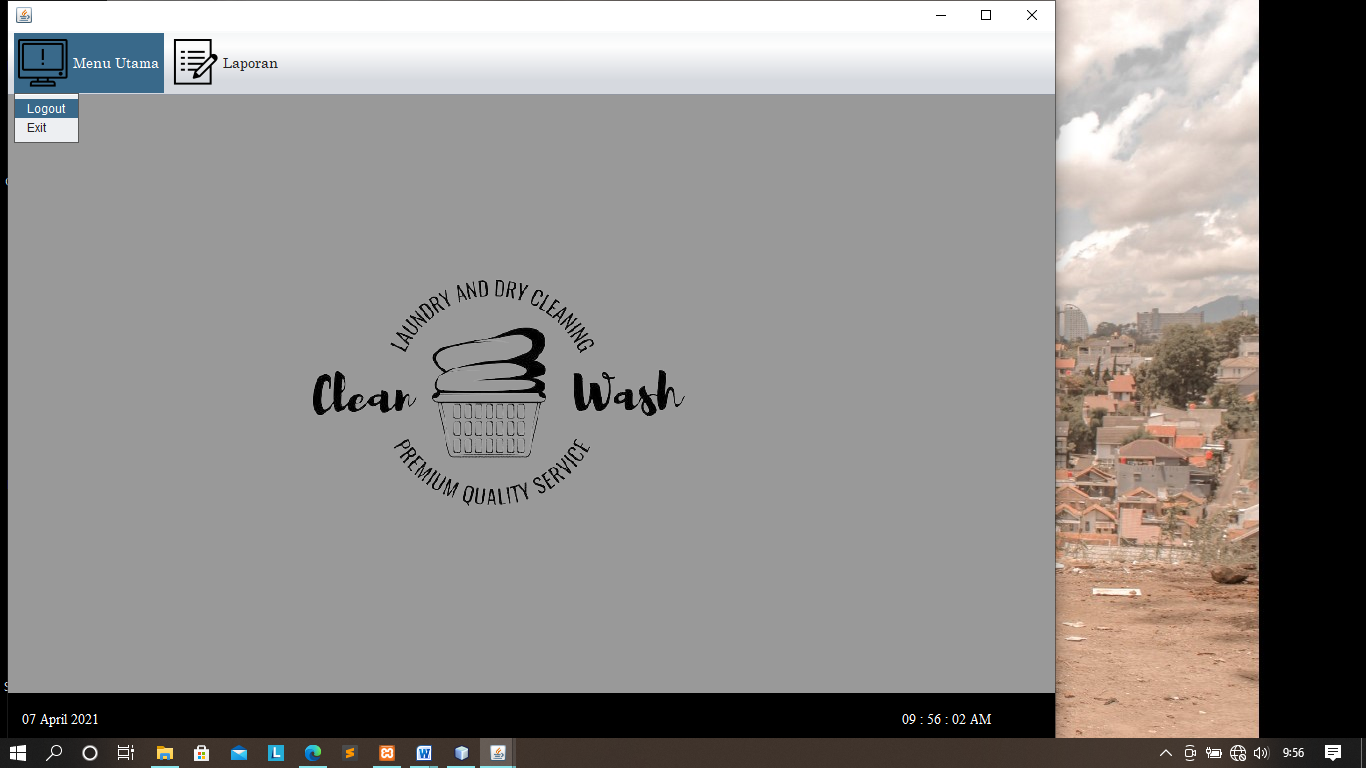 Menu Utama
Laporan
Logout
Exit
LAUNDRY AND DRY CLEANING
Clean Wash
PREMIUM QUALITY SERVICE
07 April 2021
09 : 56 : 02 AM
9:56